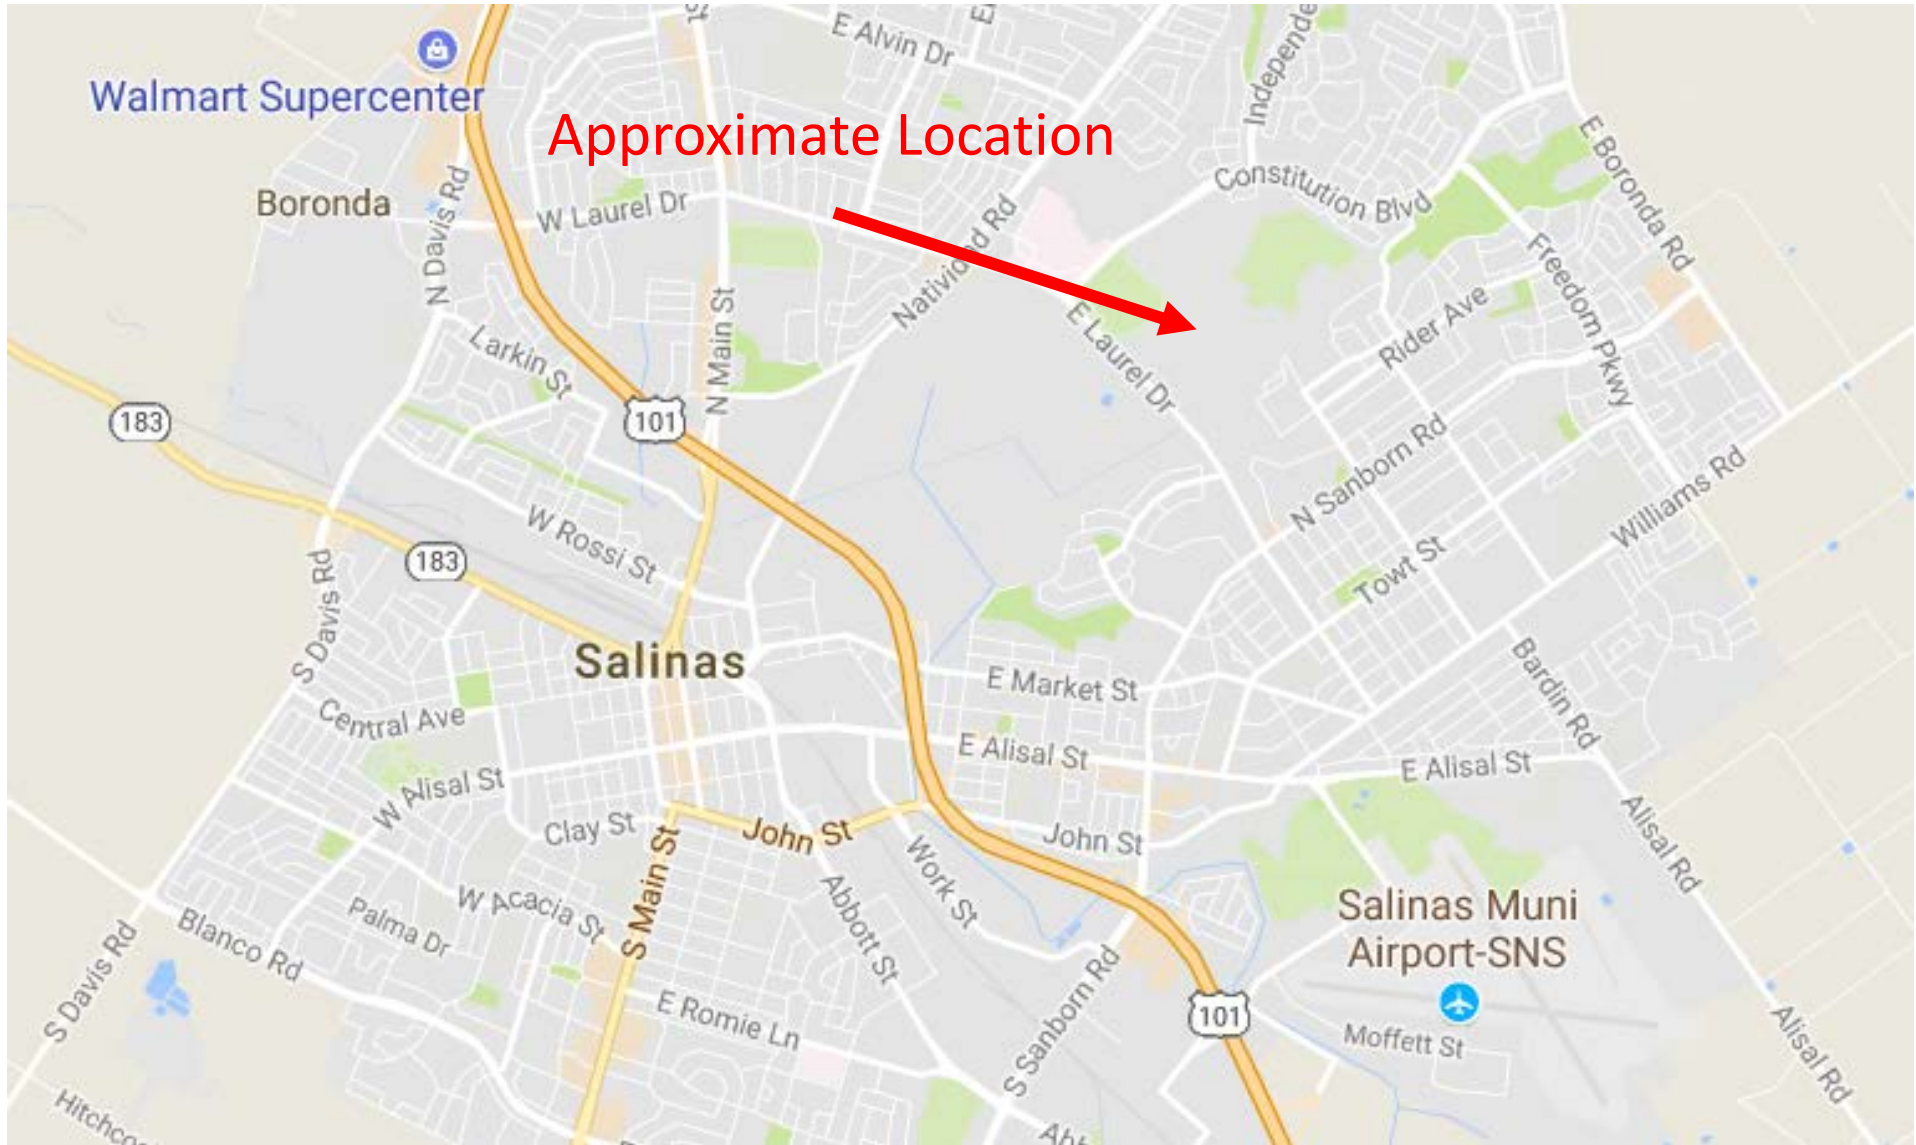 E Alvin Dr
Independe
Walmart Supercenter
Approximate Location
E Boronda Rd
Constitution Blvd
Boronda
W Laurel Dr
N Davis Rd
Natividad Rd
Freedom Pkwy
N Main St
E Laurel Dr
Rider Ave
Larkin St
183
101
N Sanborn Rd
Williams Rd
W Rossi St
183
Towt St
S Davis Rd
Salinas
E Market St
Bardin Rd
Central Ave
E Alisal St
E Alisal St
W Alisal St
Clay St
John St
John St
Alisal Rd
S Main St
Work St
W Acacia St
Abbott St
Palma Dr
Blanco Rd
Salinas Muni
Airport-SNS
S Davis Rd
E Romie Ln
S Sanborn Rd
101
Moffett St
Alisal Rd
Hitchco
Abb